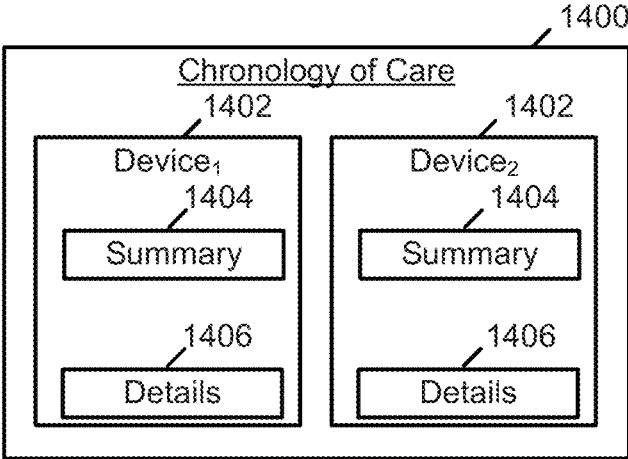 1400
Chronology of Care
1402 1402
Device₁ Device₂
1404 1404
Summary Summary
1406 1406
Details Details